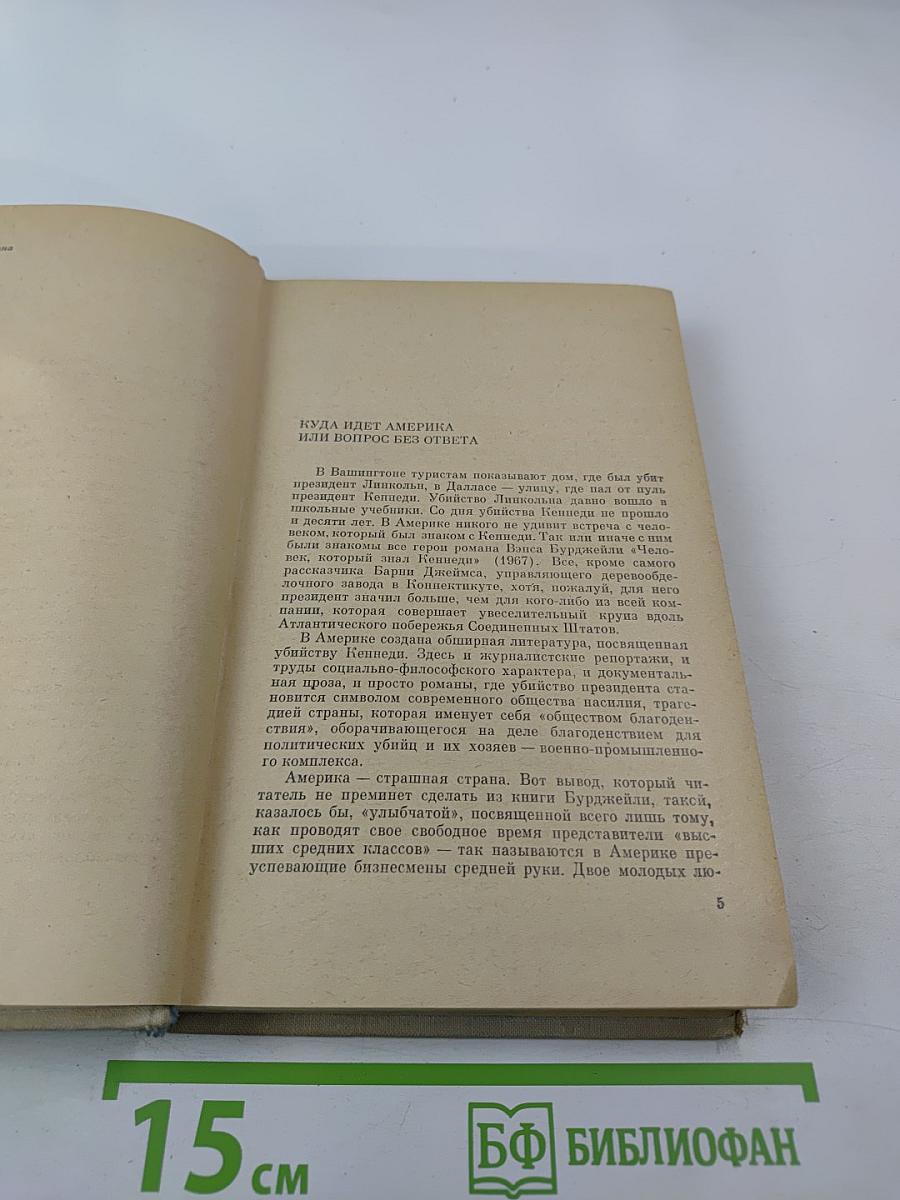 КУДА ИДЕТ АМЕРИКА
ИЛИ ВОПРОС БЕЗ ОТВЕТА
В Вашингтоне туристам показывают дом, где был убит
президент Линкольн, в Далласе — улицу, где пал от пуль
президент Кеннеди. Убийство Линкольна давно вошло в
школьные учебники. Со дня убийства Кеннеди не прошло
и десяти лет. В Америке никого не удивит встреча с чело-
веком, который был знаком с Кеннеди. Так или иначе с ним
были знакомы все герои романа Вэнса Бурджейли «Чело-
век, который знал Кеннеди» (1967). Все, кроме самого
рассказчика Барни Джеймса, управляющего деревообде-
лочного завода в Коннектикуте, хотя, пожалуй, для него
президент значил больше, чем для кого-либо из всей ком-
пании, которая совершает увеселительный круиз вдоль
Атлантического побережья Соединенных Штатов.
В Америке создана обширная литература, посвященная
убийству Кеннеди. Здесь и журналистские репортажи, и
труды социально-философского характера, и документаль-
ная проза, и просто романы, где убийство президента ста-
новится символом современного общества насилия, траге-
дией страны, которая именует себя «обществом благоден-
ствия», оборачивающегося на деле благоденствием для
политических убийц и их хозяев — военно-промышленно-
го комплекса.
Америка — страшная страна. Вот вывод, который чи-
татель не преминет сделать из книги Бурджейли, такой,
казалось бы, «улыбчатой», посвященной всего лишь тому,
как проводят свое свободное время представители «выс-
ших средних классов» — так называются в Америке пре-
успевающие бизнесмены средней руки. Двое молодых лю-
5
15 см
БФ БИБЛИОФАН